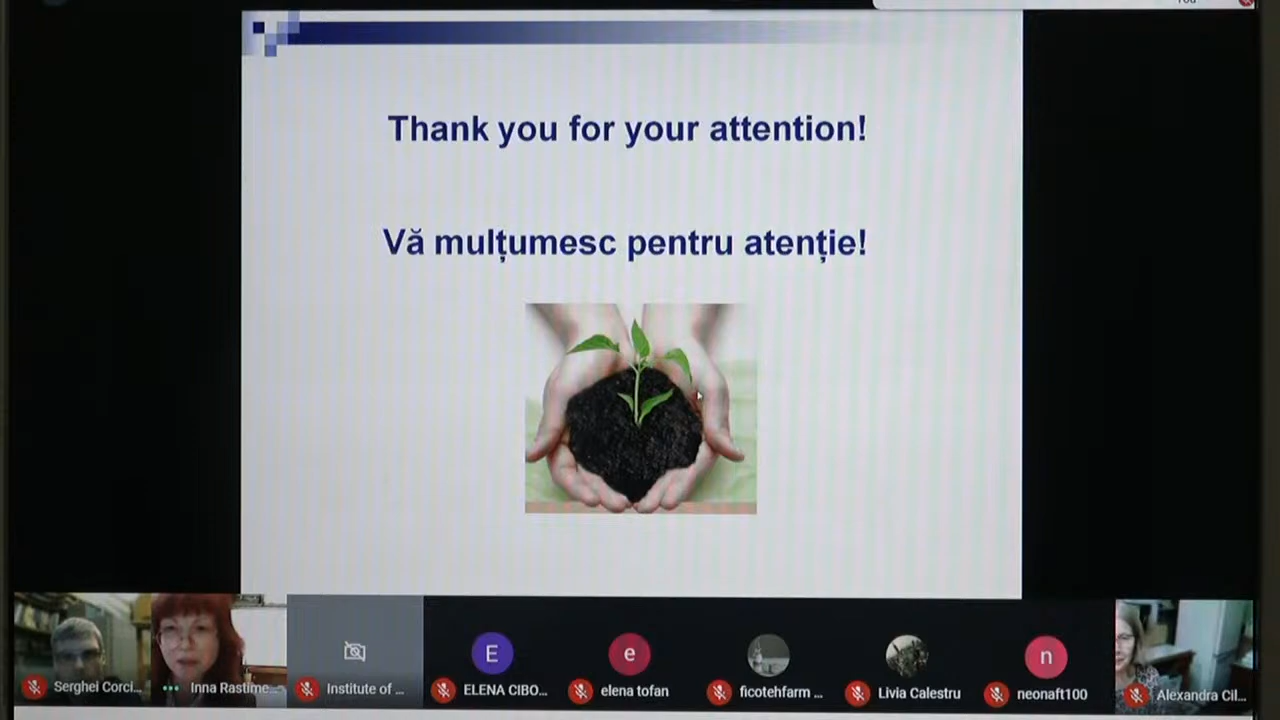 Thank you for your attention!
Vă mulțumesc pentru atenție!
Serghei Corci...
Inna Rastime...
Institute of ...
E
ELENA CIBO...
e
elena tofan
ficotehfarm ...
Livia Calestru
n
neonaft100
Alexandra Cil...